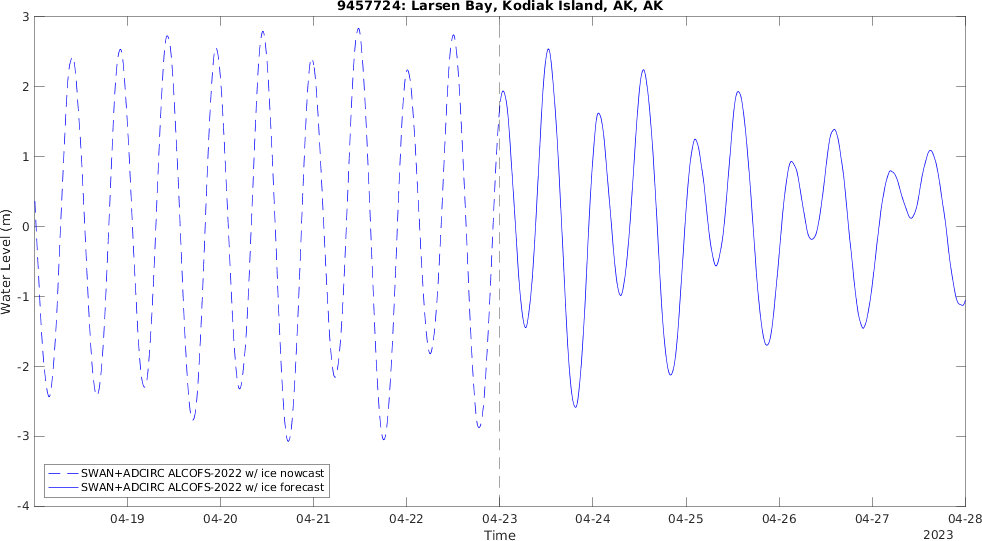 9457724: Larsen Bay, Kodiak Island, AK, AK
3
2
1
0
-1
-2
-3
-4
Water Level (m)
SWAN+ADCIRC ALCOFS-2022 w/ ice nowcast
SWAN+ADCIRC ALCOFS-2022 w/ ice forecast
04-19 04-20 04-21 04-22 04-23 04-24 04-25 04-26 04-27 04-28
Time
2023